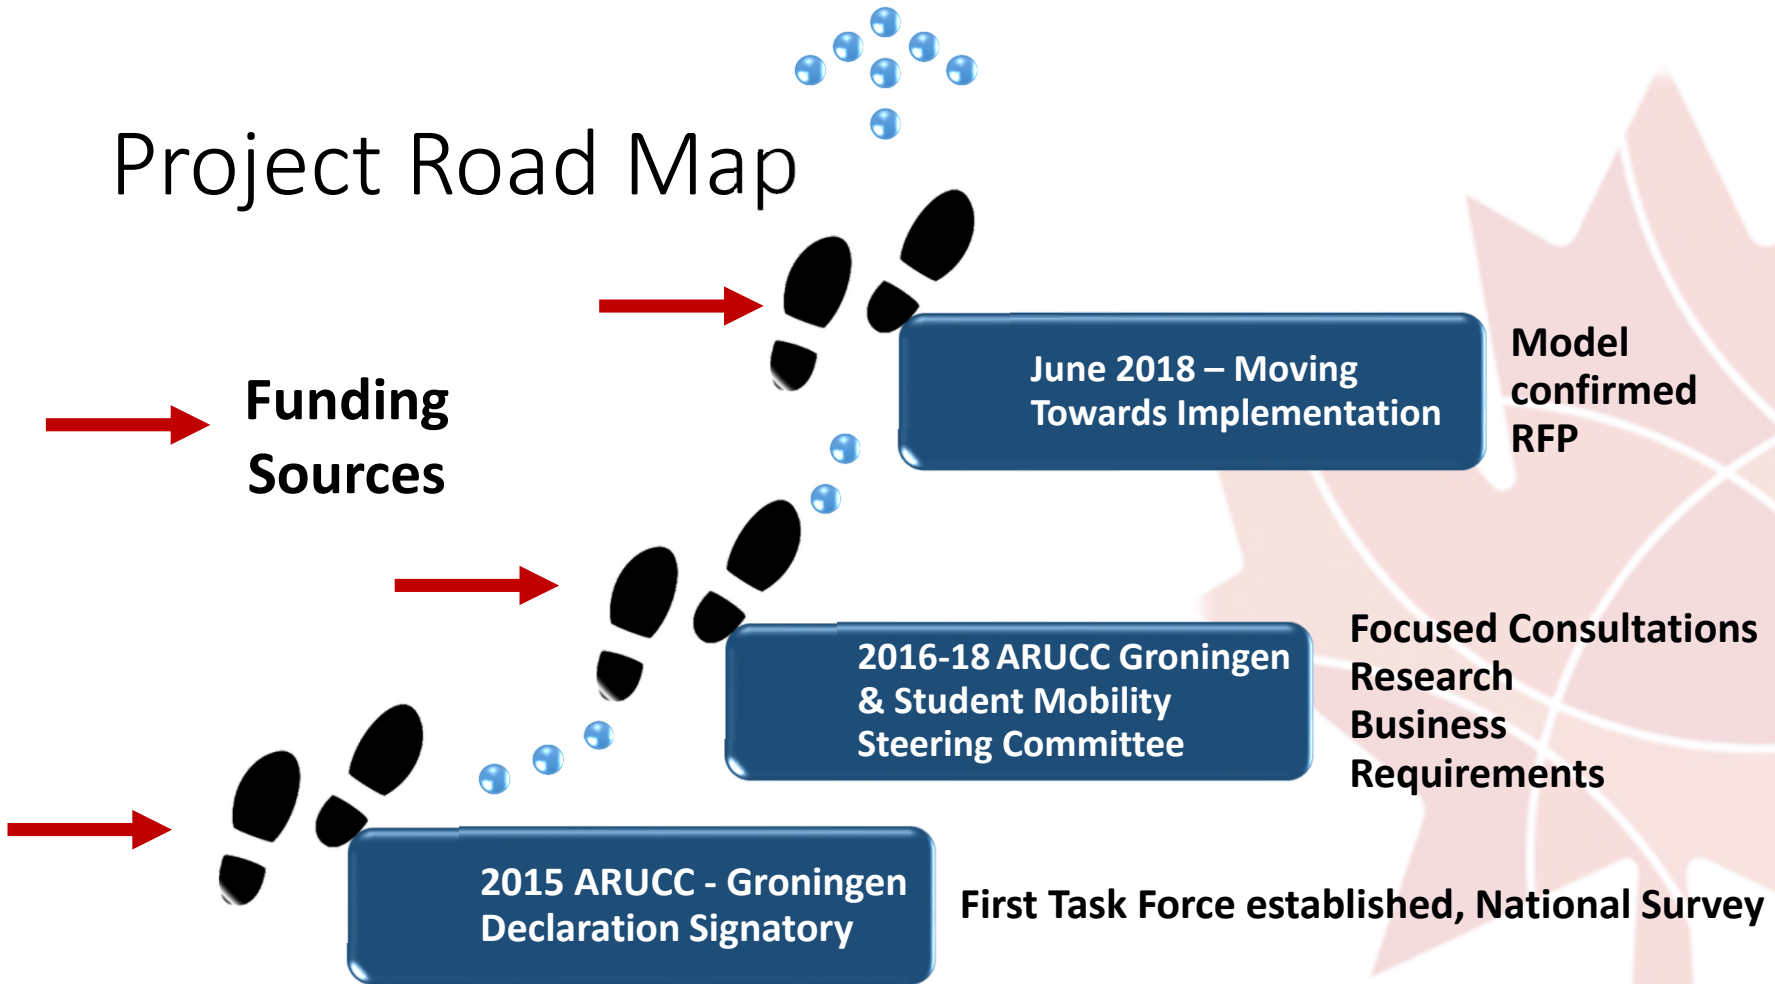 Project Road Map
June 2018 – Moving
Towards Implementation
Model
confirmed
RFP
Funding
Sources
2016-18 ARUCC Groningen
& Student Mobility
Steering Committee
Focused Consultations
Research
Business
Requirements
2015 ARUCC - Groningen
Declaration Signatory
First Task Force established, National Survey